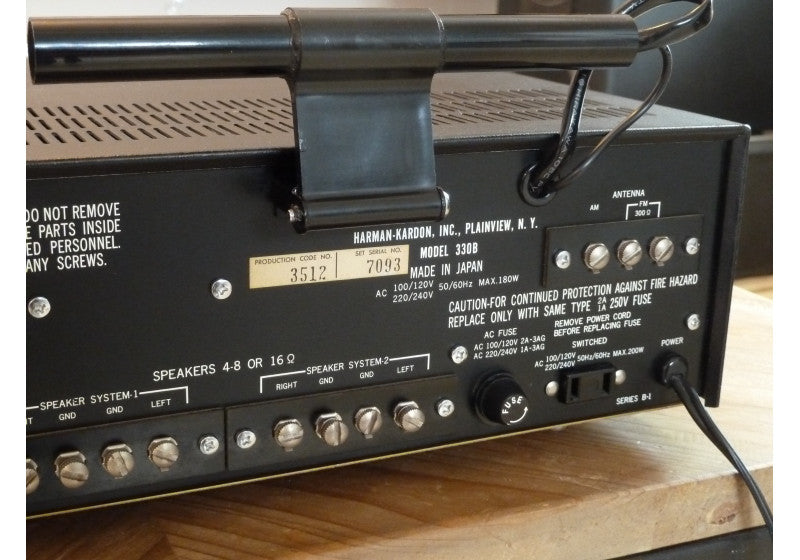 DO NOT REMOVE
PARTS INSIDE
PERSONNEL.
ANY SCREWS.
HARMAN-KARDON, INC., PLAINVIEW, N. Y.
MODEL 330B
PRODUCTION CODE NO. SET SERIAL NO.
3512 7093
MADE IN JAPAN
AC 100/120V 50/60Hz MAX.180W
220/240V
ANTENNA
AM FM
300Ω
CAUTION-FOR CONTINUED PROTECTION AGAINST FIRE HAZARD
REPLACE ONLY WITH SAME TYPE 2A 250V FUSE
1A
AC FUSE
AC 100/120V 2A-3AG
AC 220/240V 1A-3AG
REMOVE POWER CORD
BEFORE REPLACING FUSE
SWITCHED
AC 100/120V 50Hz/60Hz MAX.200W
220/240V
POWER
FUSE
SERIES B-1
SPEAKERS 4-8 OR 16 Ω
SPEAKER SYSTEM-1
GND GND LEFT
SPEAKER SYSTEM-2
RIGHT GND GND LEFT